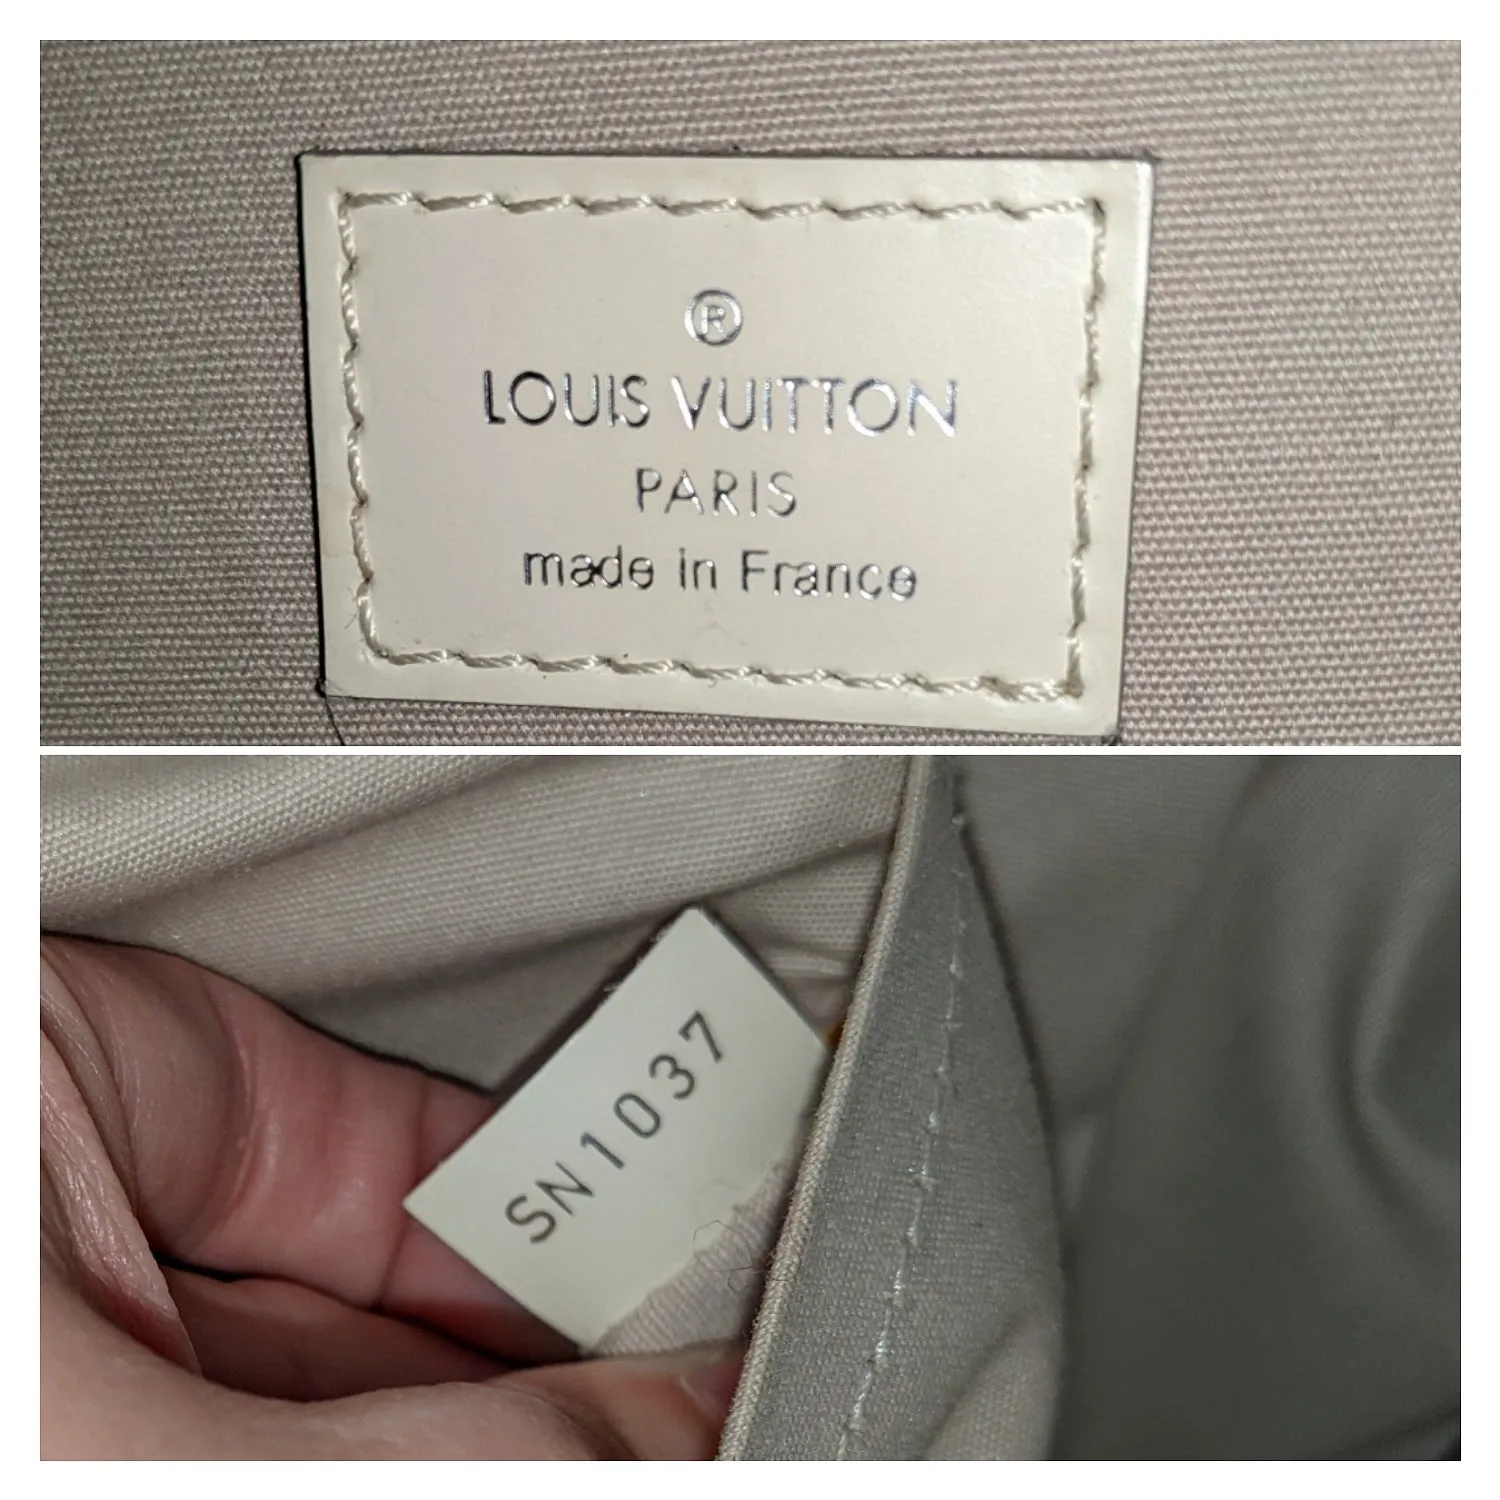 ®
LOUIS VUITTON
PARIS
made in France
SN1037